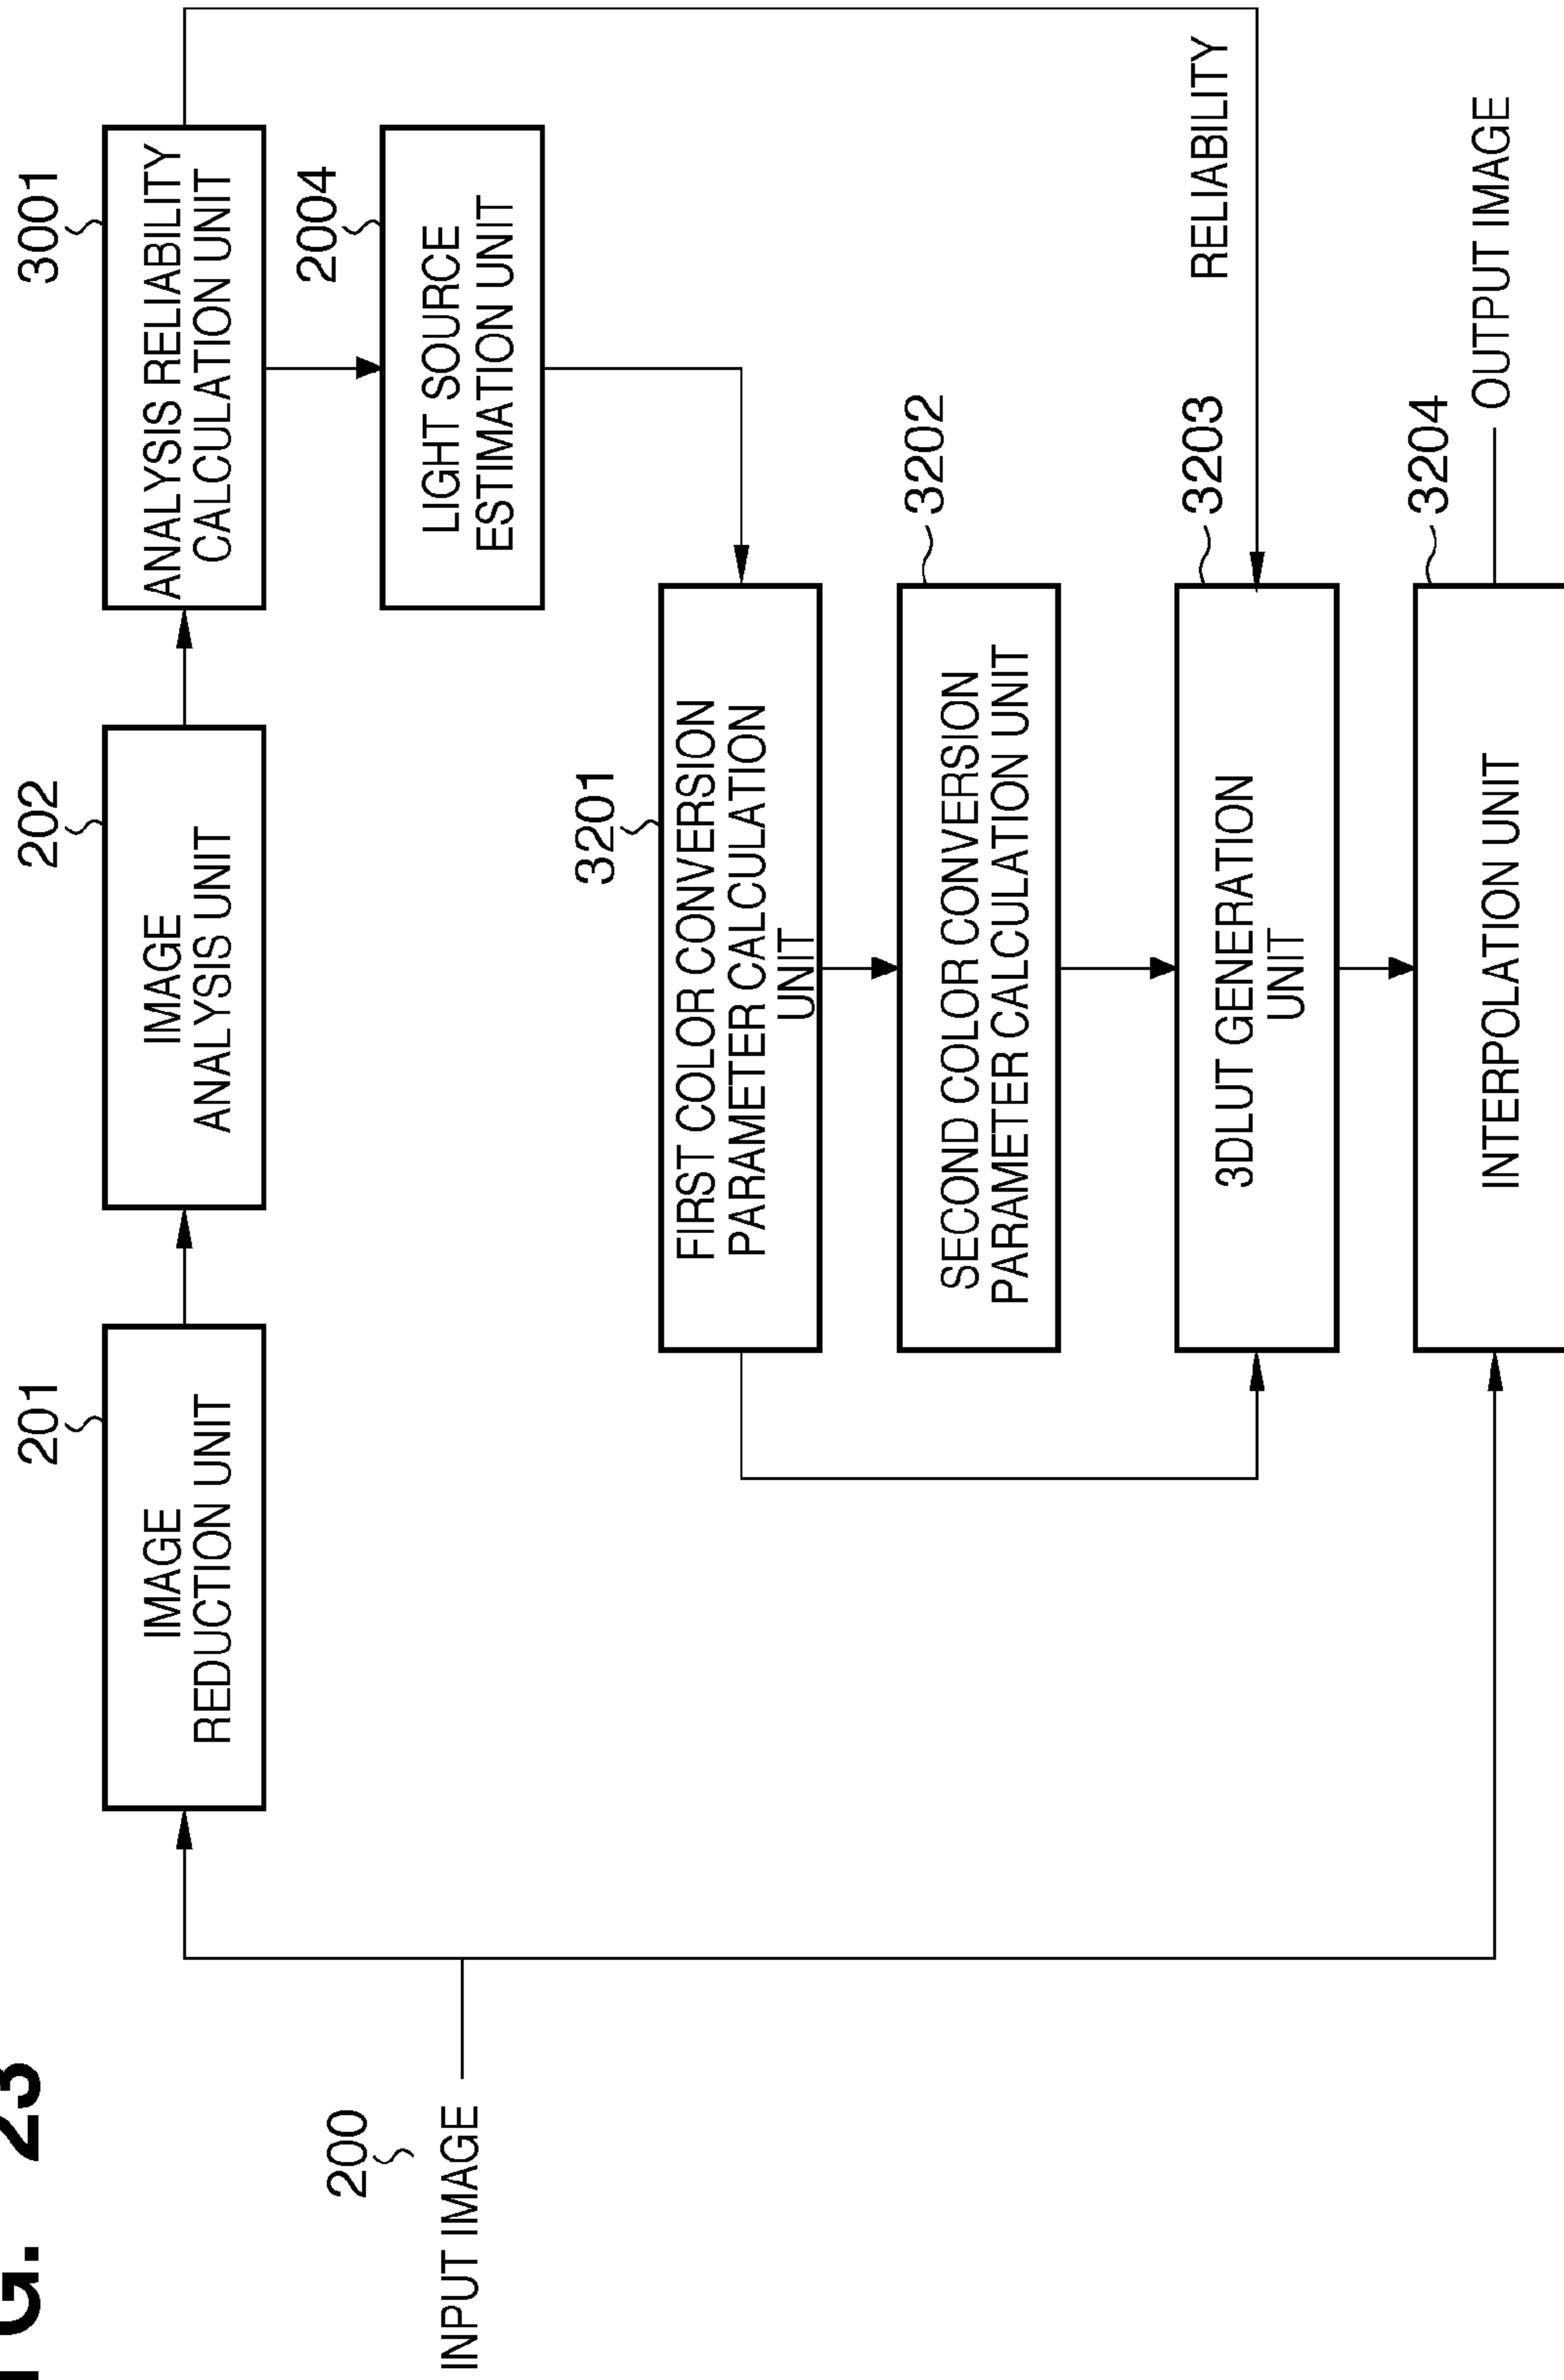 G. 23
200
INPUT IMAGE
201
IMAGE
REDUCTION UNIT
202
IMAGE
ANALYSIS UNIT
3001
ANALYSIS RELIABILITY
CALCULATION UNIT
2004
LIGHT SOURCE
ESTIMATION UNIT
3201
FIRST COLOR CONVERSION
PARAMETER CALCULATION
UNIT
3202
SECOND COLOR CONVERSION
PARAMETER CALCULATION UNIT
RELIABILITY
3203
3DLUT GENERATION
UNIT
3204
INTERPOLATION UNIT
OUTPUT IMAGE